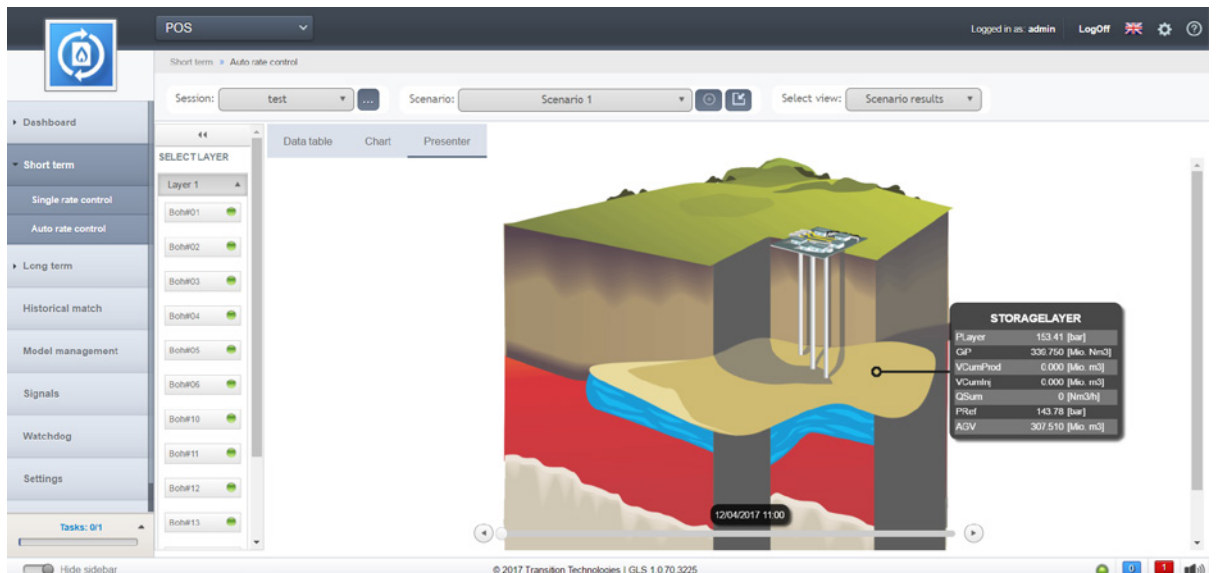 POS
Logged in as: admin LogOff
Short term > Auto rate control
Session: test ... Scenario: Scenario 1 Select view: Scenario results
Dashboard
Short term
Single rate control
Auto rate control
Long term
Historical match
Model management
Signals
Watchdog
Settings
Tasks: 0/1
Hide sidebar
SELECT LAYER
Layer 1
Boh#01
Boh#02
Boh#03
Boh#04
Boh#05
Boh#06
Boh#10
Boh#11
Boh#12
Boh#13
Data table Chart Presenter
STORAGELAYER
PLayer 153.41 [bar]
GiP [Mio. Nm3]
VCumProd 0.000 [Mio. m3]
VCumInj 0.000 [Mio. m3]
QSum 0 [Nm3/h]
PRef 143.78 [bar]
AGV 307.510 [Mio. m3]
12/04/2017 11:00
© 2017 Transition Technologies | GLS 1.0.70.3225
0 1